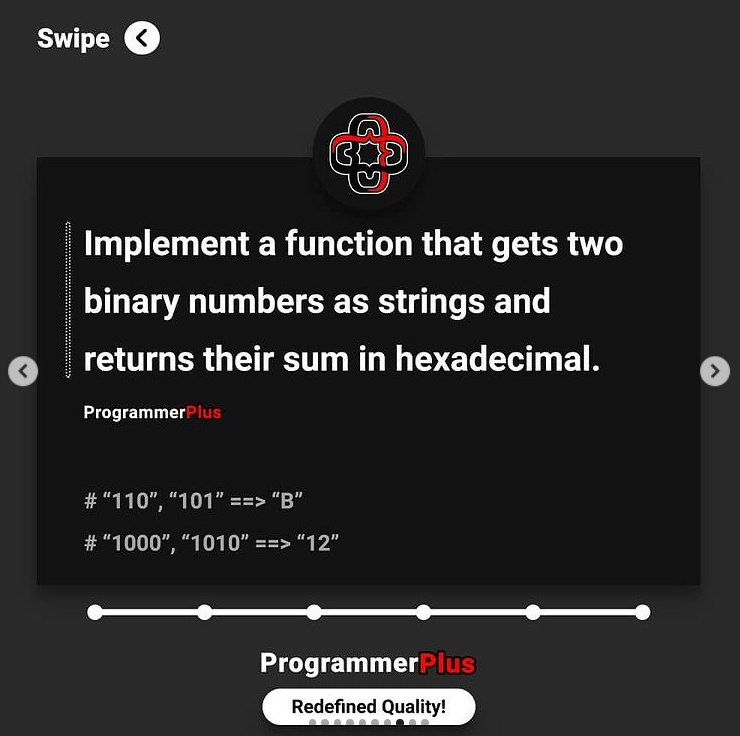 Swipe
Implement a function that gets two
binary numbers as strings and
returns their sum in hexadecimal.
ProgrammerPlus
# “110”, “101” ==> “B”
# “1000”, “1010” ==> “12”
ProgrammerPlus
Redefined Quality!